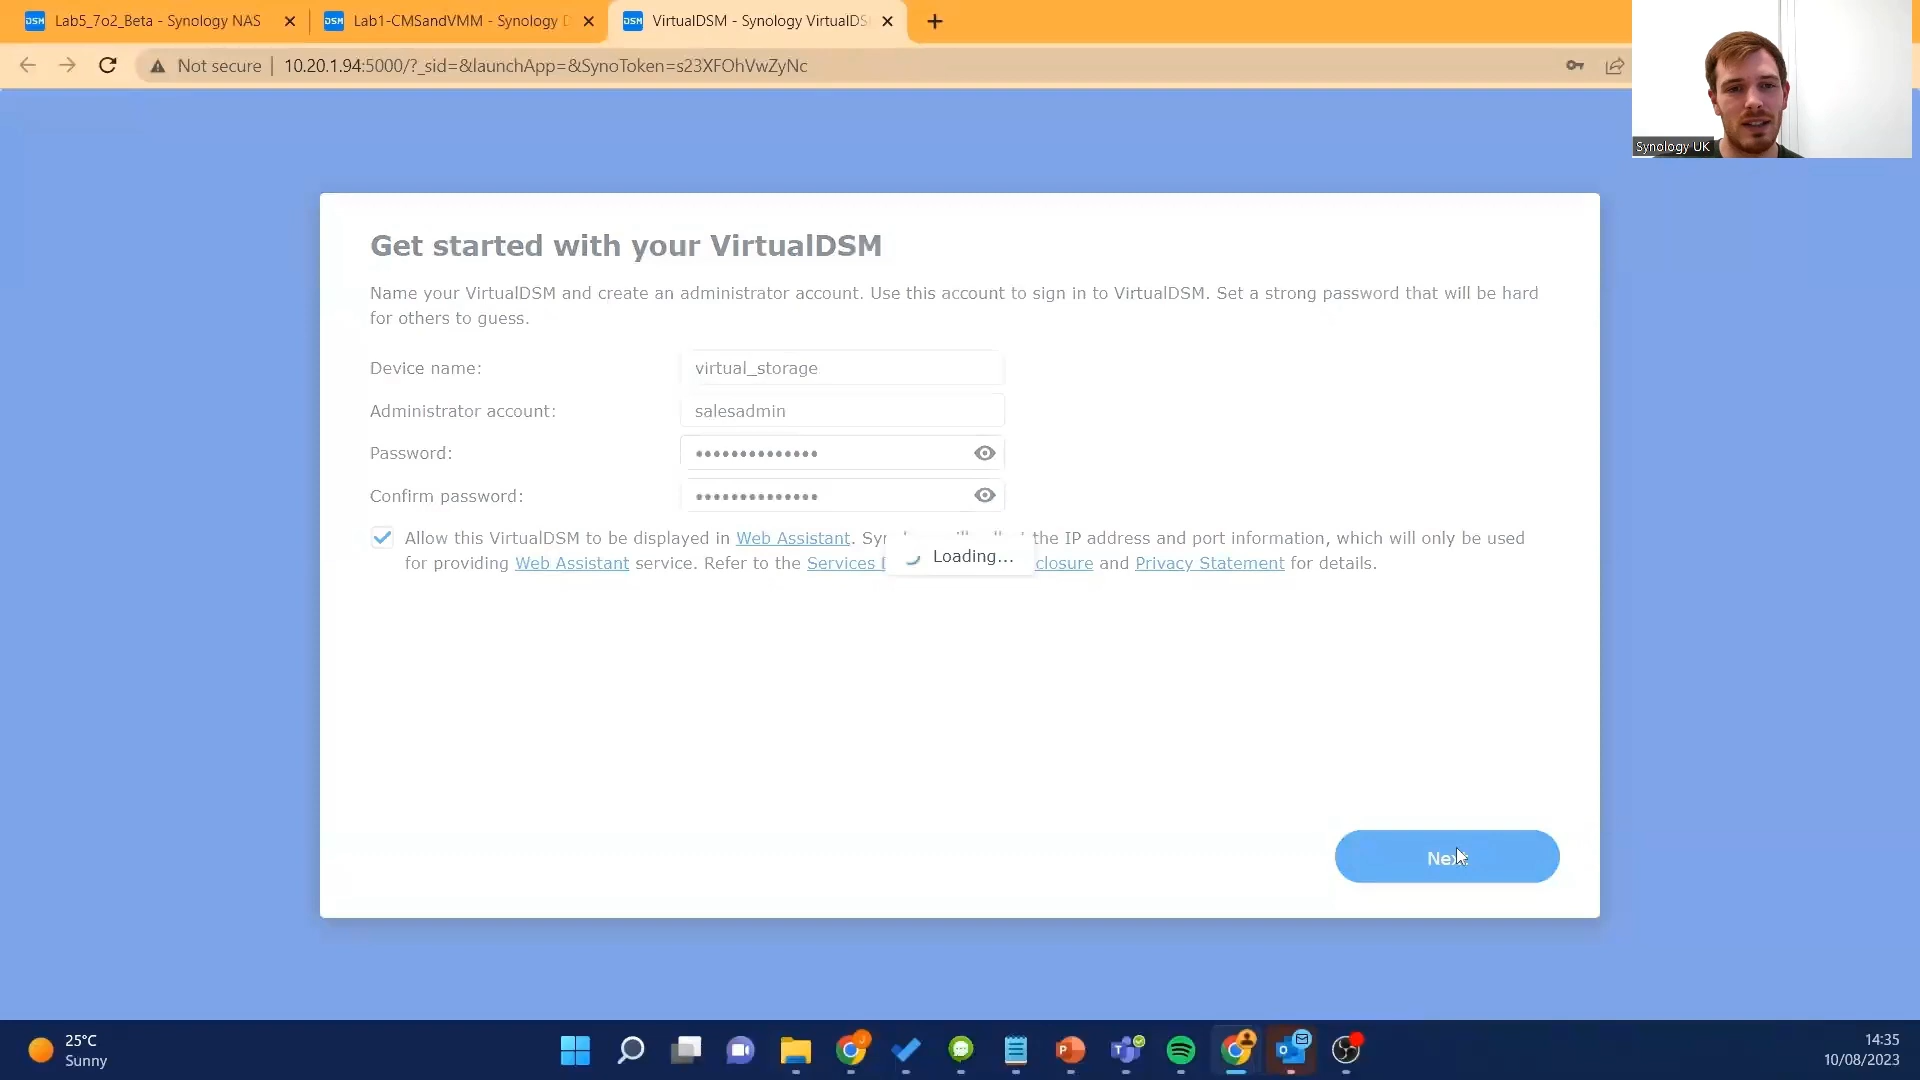 Lab5_7o2_Beta - Synology NAS
Lab1-CMSandVMM - Synology D
VirtualDSM - Synology VirtualDS
Not secure
10.20.1.94:5000/?_sid=&launchApp=&SynoToken=s23XFOhVwZyNc
Synology UK
Get started with your VirtualDSM
Name your VirtualDSM and create an administrator account. Use this account to sign in to VirtualDSM. Set a strong password that will be hard
for others to guess.
Device name:
virtual_storage
Administrator account:
salesadmin
Password:
••••••••••••••
Confirm password:
••••••••••••••
Allow this VirtualDSM to be displayed in Web Assistant. the IP address and port information, which will only be used
for providing Web Assistant service. Refer to the Services and Privacy Statement for details.
Loading...
Next
25°C
Sunny
14:35
10/08/2023